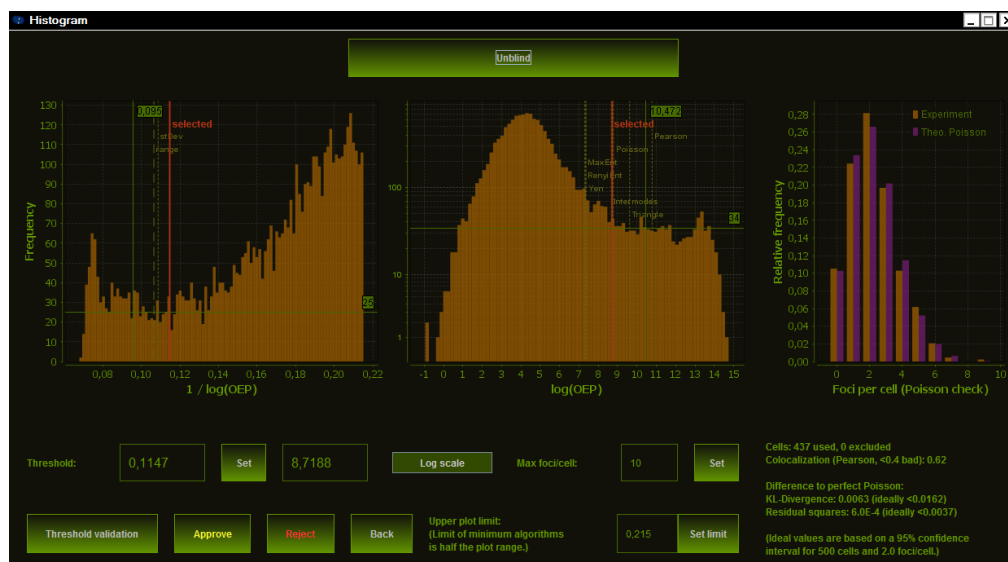 Histogram
Unblind
130
120
110
100
90
80
70
60
50
40
30
20
10
0
Frequency
0,095
selected
stDev
range
25
0,08 0,10 0,12 0,14 0,16 0,18 0,20 0,22
1 / log(OEP)
100
10
1
10,472
selected
Pearson
Poisson
MaxEnt
RenyiEnt
Yen
Intermodes
Triangle
34
-1 0 1 2 3 4 5 6 7 8 9 10 11 12 13 14 15
log(OEP)
0,28
0,26
0,24
0,22
0,20
0,18
0,16
0,14
0,12
0,10
0,08
0,06
0,04
0,02
0,00
Relative frequency
Experiment
Theo. Poisson
0 2 4 6 8 10
Foci per cell (Poisson check)
Threshold: 0,1147 Set 8,7188 Log scale Max foci/cell: 10 Set
Threshold validation Approve Reject Back
Upper plot limit:
(Limit of minimum algorithms
is half the plot range.)
0,215 Set limit
Cells: 437 used, 0 excluded
Colocalization (Pearson, <0.4 bad): 0.62
Difference to perfect Poisson:
KL-Divergence: 0.0063 (ideally <0.0162)
Residual squares: 6.0E-4 (ideally <0.0037)
(Ideal values are based on a 95% confidence
interval for 500 cells and 2.0 foci/cell.)